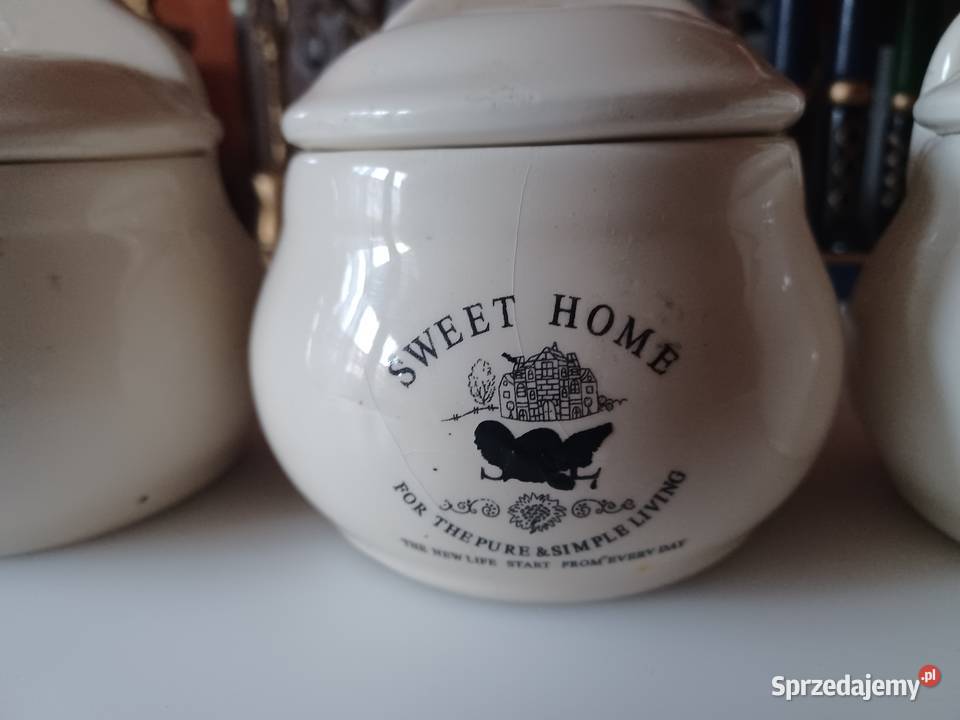 SWEET HOME
FOR THE PURE & SIMPLE LIVING
"THE NEW LIFE START FROM EVERY DAY"
Sprzedajemy.pl